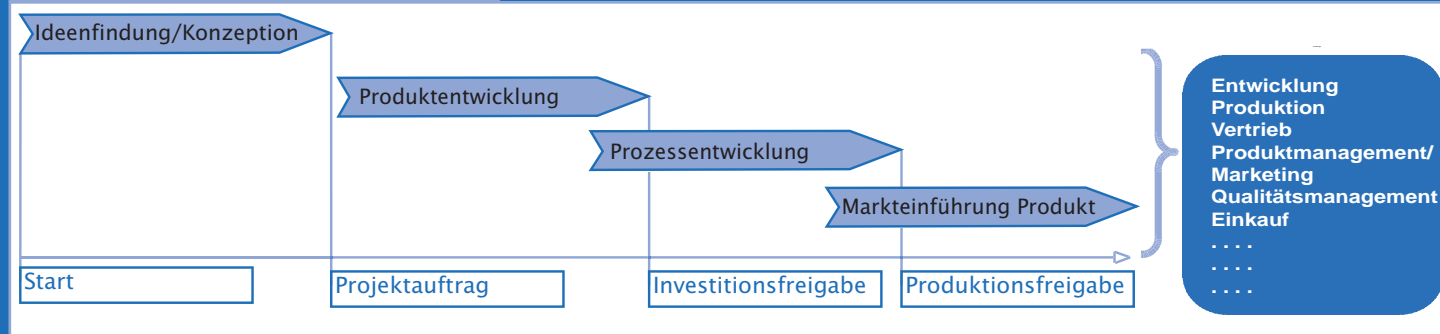 Ideenfindung/Konzeption
Produktentwicklung
Prozessentwicklung
Markteinführung Produkt
Start
Projektauftrag
Investitionsfreigabe
Produktionsfreigabe
Entwicklung
Produktion
Vertrieb
Produktmanagement/
Marketing
Qualitätsmanagement
Einkauf
. . . .
. . . .
. . . .